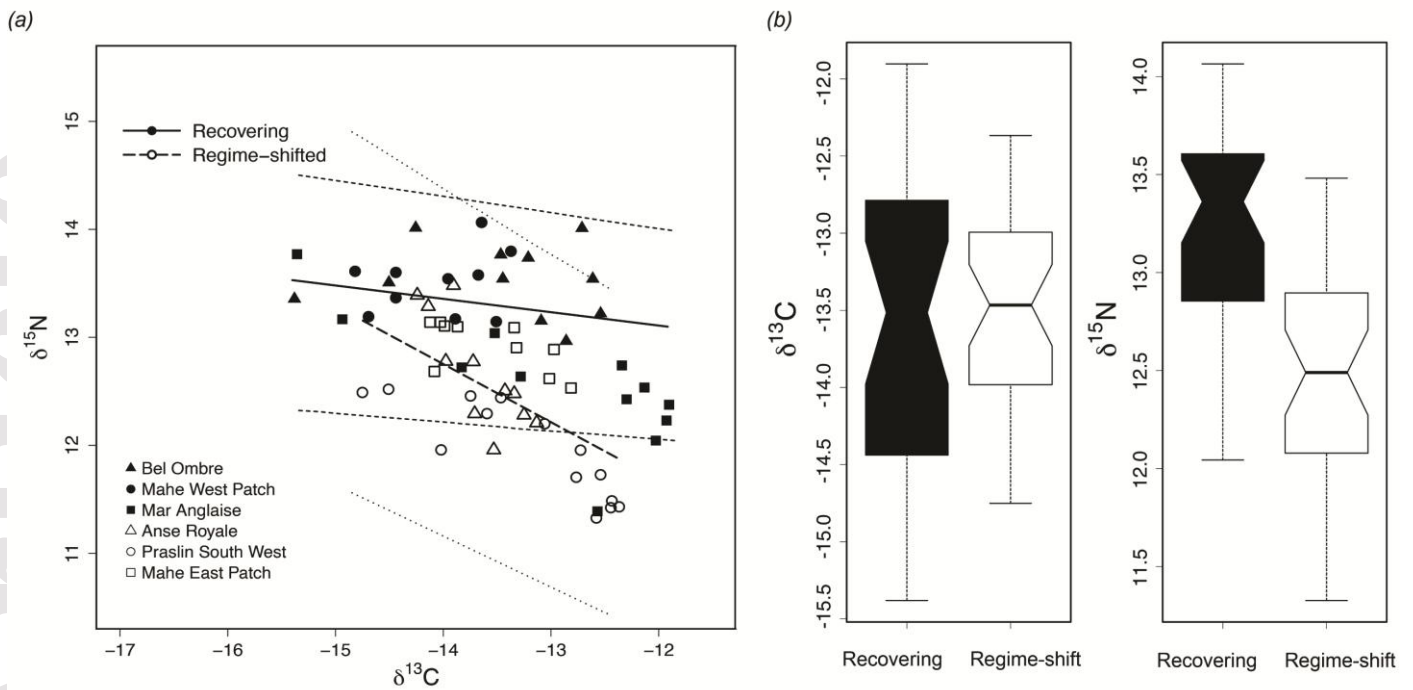 (a)
(b)
Recovering
Regime−shifted
δ15N
15
14
13
12
11
Bel Ombre
Mahe West Patch
Mar Anglaise
Anse Royale
Praslin South West
Mahe East Patch
−17 −16 −15 −14 −13 −12
δ13C
δ13C
-12.0
-12.5
-13.0
-13.5
-14.0
-14.5
-15.0
-15.5
Recovering Regime-shift
δ15N
14.0
13.5
13.0
12.5
12.0
11.5
Recovering Regime-shift